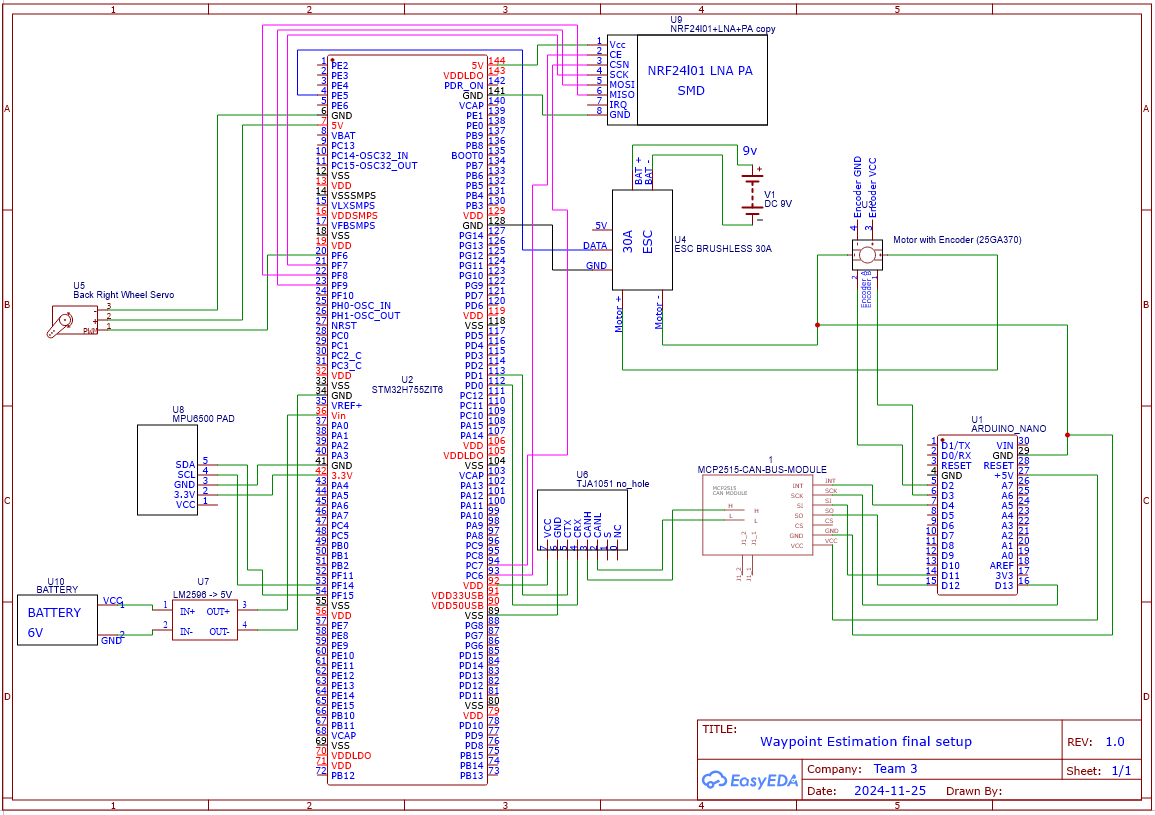 1 2 3 4 5
A
B
C
D
U9
NRF24l01+LNA+PA copy
1 Vcc
2 CE
3 CSN
4 SCK
5 MOSI
6 MISO
7 IRQ
8 GND
NRF24l01 LNA PA
SMD
1 PE2
2 PE3
3 PE4
4 PE5
5 PE6
6 GND
7 5V
8 VBAT
9 PC13
10 PC14-OSC32_IN
11 PC15-OSC32_OUT
12 VSS
13 VDD
14 VSSSMPS
15 VLXSMPS
16 VDDSMPS
17 VFBSMPS
18 VSS
19 VDD
20 PF6
21 PF7
22 PF8
23 PF9
24 PF10
25 PH0-OSC_IN
26 PH1-OSC_OUT
27 NRST
28 PC0
29 PC1
30 PC2_C
31 PC3_C
32 VDD
33 VSS
34 GND
35 VREF+
36 Vin
37 PA0
38 PA1
39 PA2
40 PA3
41 GND
42 3.3V
43 PA4
44 PA5
45 PA6
46 PA7
47 PC4
48 PC5
49 PB0
50 PB1
51 PB2
52 PF11
53 PF14
54 PF15
55 VSS
56 VDD
57 PE7
58 PE8
59 PE9
60 PE10
61 PE11
62 PE12
63 PE13
64 PE14
65 PE15
66 PB10
67 PB11
68 VCAP
69 VSS
70 VDDLDO
71 VDD
72 PB12
U2
STM32H755ZIT6
5V 144
VDDLDO 143
PDR_ON 142
GND 141
VCAP 140
PE1 139
PE0 138
PB9 137
PB8 136
BOOT0 135
PB7 134
PB6 133
PB5 132
PB4 131
PB3 130
VDD 129
GND 128
PG14 127
PG13 126
PG12 125
PG11 124
PG10 123
PG9 122
PD7 121
PD6 120
VDD 119
VSS 118
PD5 117
PD4 116
PD3 115
PD2 114
PD1 113
PD0 112
PC12 111
PC11 110
PC10 109
PA15 108
PA14 107
VDD 106
VDDLDO 105
VSS 104
VCAP 103
PA13 102
PA12 101
PA11 100
PA10 99
PA9 98
PA8 97
PC9 96
PC8 95
PC7 94
PC6 93
VDD 92
VDD33USB 91
VDD50USB 90
VSS 89
PG8 88
PG7 87
PG6 86
PD15 85
PD14 84
PD13 83
PD12 82
PD11 81
VSS 80
VDD 79
PD10 78
PD9 77
PD8 76
PB15 75
PB14 74
PB13 73
9v
BAT +
BAT -
V1
DC 9V
+
-
5V
DATA
GND
30A
ESC
U4
ESC BRUSHLESS 30A
Motor +
Motor -
Encoder GND
Encoder VCC
4 3
Motor with Encoder (25GA370)
2 1
U5
Back Right Wheel Servo
- 3
+ 2
PWM 1
U8
MPU6500 PAD
SDA 5
SCL 4
GND 3
3.3V 2
VCC 1
U10
BATTERY
BATTERY
6V
VCC 1
GND 2
U7
LM2596 -> 5V
1 IN+ OUT+ 3
2 IN- OUT- 4
U6
TJA1051 no_hole
VCC
GND
CTX
CRX
CANH
CANL
S
NC
7 6 5 4 3 2 1 0
1
MCP2515-CAN-BUS-MODULE
MCP2515
CAN MODULE
H H
L L
J1_2 J1_1
J1_2 J1_1
INT INT
SCK SCK
SI SI
SO SO
CS CS
GND GND
VCC VCC
U1
ARDUINO_NANO
1 D1/TX
2 D0/RX
3 RESET
4 GND
5 D2
6 D3
7 D4
8 D5
9 D6
10 D7
11 D8
12 D9
13 D10
14 D11
15 D12
VIN 30
GND 29
RESET 28
+5V 27
A7 26
A6 25
A5 24
A4 23
A3 22
A2 21
A1 20
A0 19
AREF 18
3V3 17
D13 16
TITLE:
Waypoint Estimation final setup
REV: 1.0
EasyEDA
Company: Team 3
Sheet: 1/1
Date: 2024-11-25 Drawn By:
A
B
C
D
1 2 3 4 5